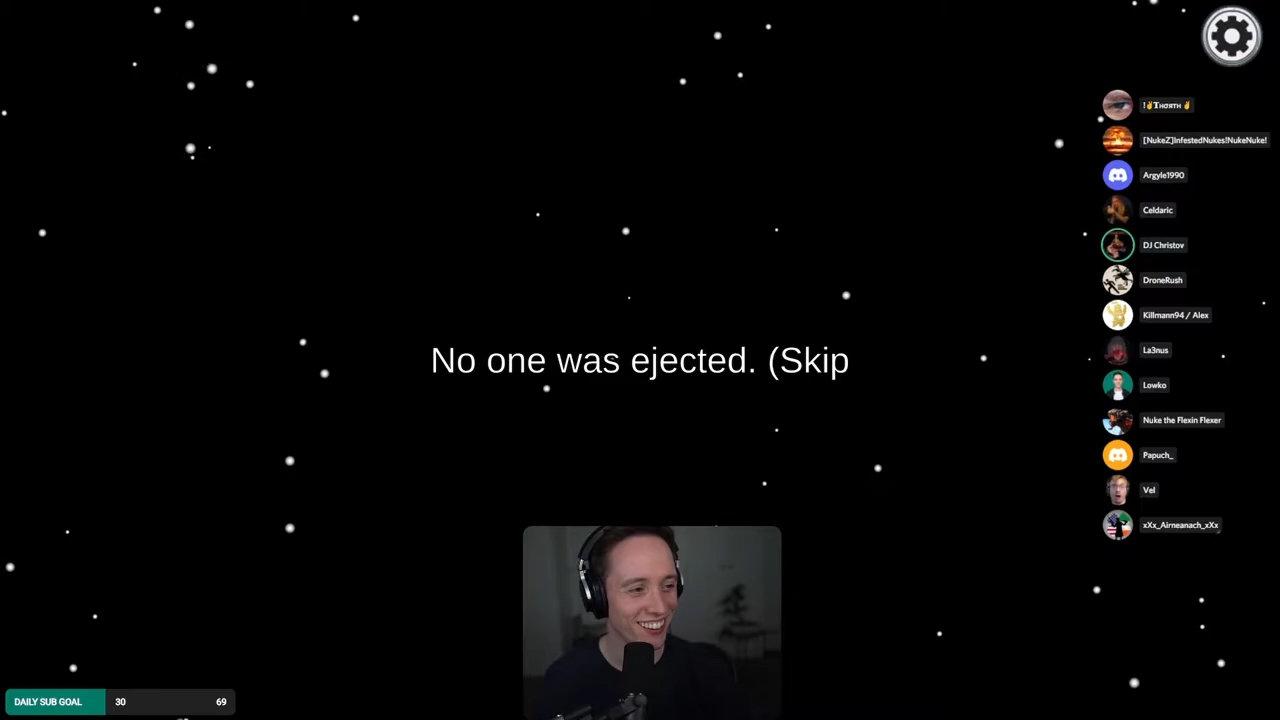 !✌Tʜσʀᴛʜ ✌
[NukeZ]InfestedNukes!NukeNuke!
Argyle1990
Celdaric
DJ Christov
DroneRush
Killmann94 / Alex
La3nus
No one was ejected. (Skip
Lowko
Nuke the Flexin Flexer
Papuch_
Vel
xXx_Airneanach_xXx
DAILY SUB GOAL 30 69